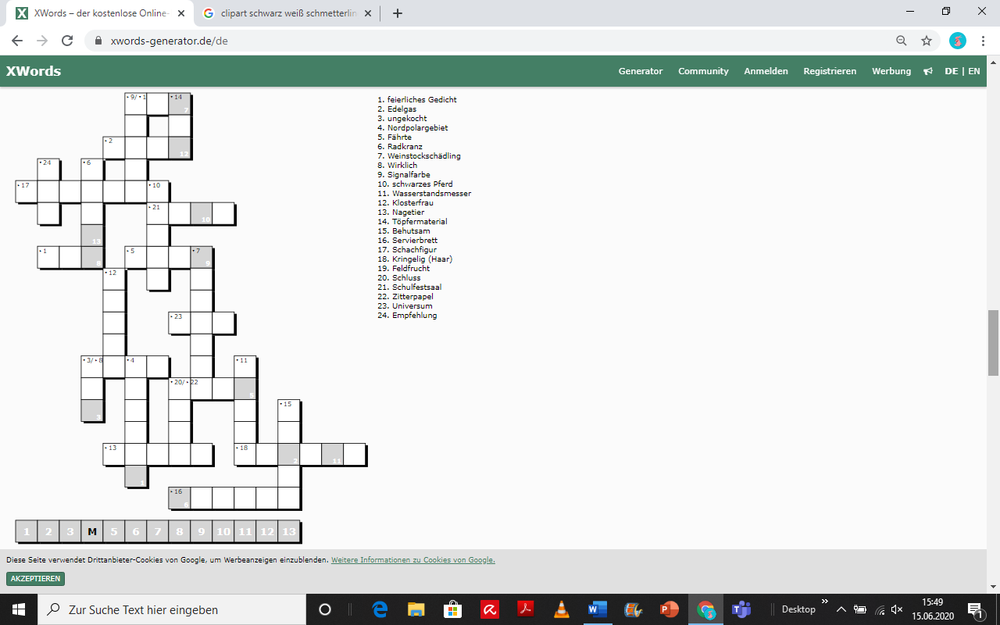 XWords – der kostenlose Online-
clipart schwarz weiß schmetterlin
xwords-generator.de/de
XWords
Generator Community Anmelden Registrieren Werbung DE | EN
9/ 1 14
7
2
12
24 6
17 10
21
10
13
1 8 5 7 9
12
23
3/ 8 4 11
20/ 22 5
3 15
13 18 2 11
1
16 6
1 2 3 M 5 6 7 8 9 10 11 12 13
1. feierliches Gedicht
2. Edelgas
3. ungekocht
4. Nordpolargebiet
5. Fährte
6. Radkranz
7. Weinstockschädling
8. Wirklich
9. Signalfarbe
10. schwarzes Pferd
11. Wasserstandsmesser
12. Klosterfrau
13. Nagetier
14. Töpfermaterial
15. Behutsam
16. Servierbrett
17. Schachfigur
18. Kringelig (Haar)
19. Feldfrucht
20. Schluss
21. Schulfestsaal
22. Zitterpapel
23. Universum
24. Empfehlung
Diese Seite verwendet Drittanbieter-Cookies von Google, um Werbeanzeigen einzublenden. Weitere Informationen zu Cookies von Google.
AKZEPTIEREN
Zur Suche Text hier eingeben
Desktop
15:49
15.06.2020
1